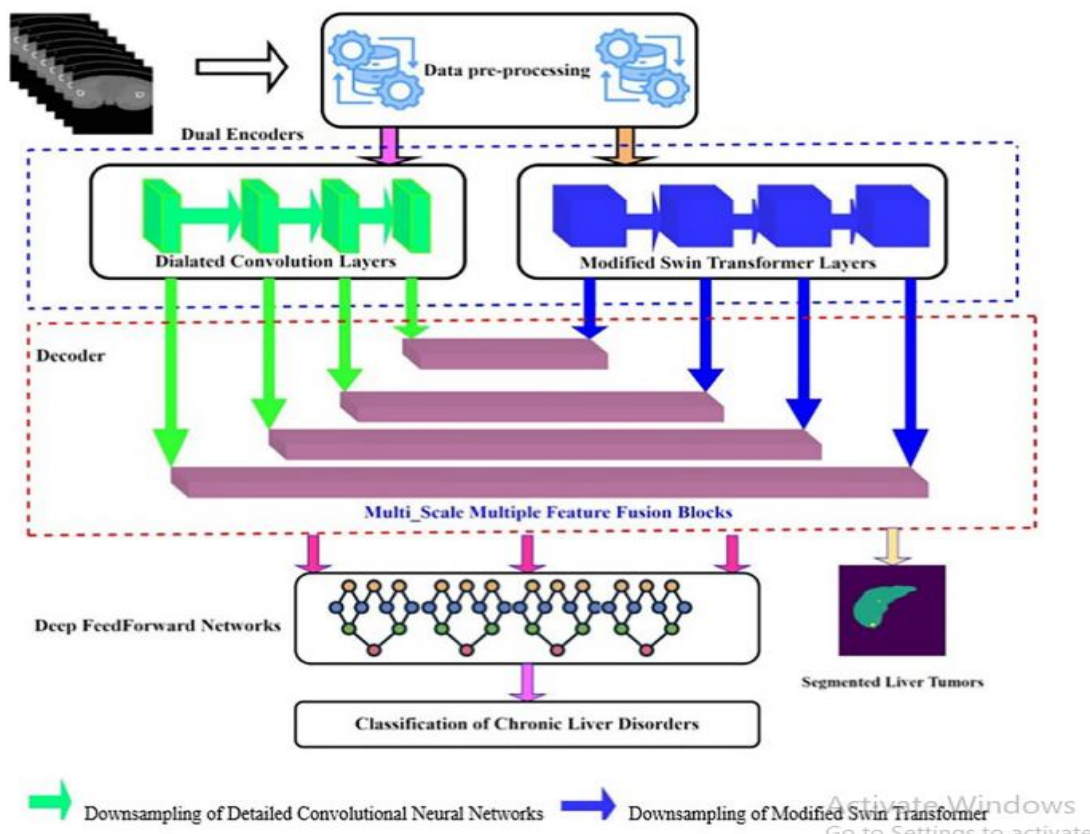 Data pre-processing
Dual Encoders
Dialated Convolution Layers
Modified Swin Transformer Layers
Decoder
Multi_Scale Multiple Feature Fusion Blocks
Deep FeedForward Networks
Segmented Liver Tumors
Classification of Chronic Liver Disorders
Downsampling of Detailed Convolutional Neural Networks
Downsampling of Modified Swin Transformer
Activate Windows
Go to Settings to activate